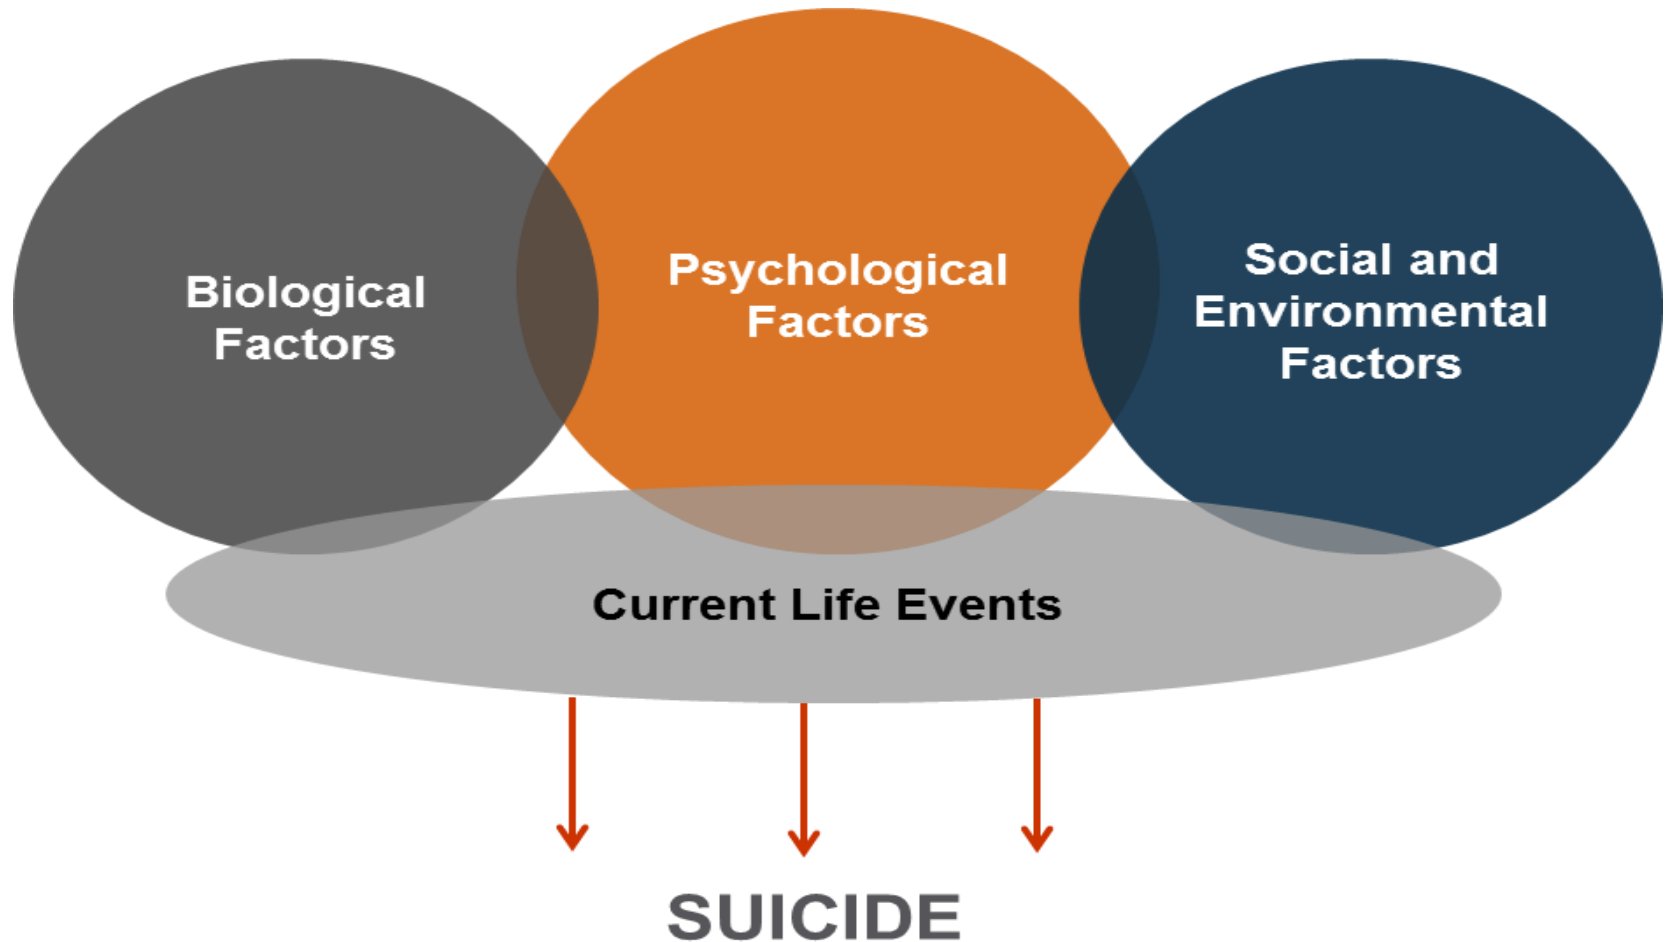 Biological
Factors
Psychological
Factors
Social and
Environmental
Factors
Current Life Events
SUICIDE